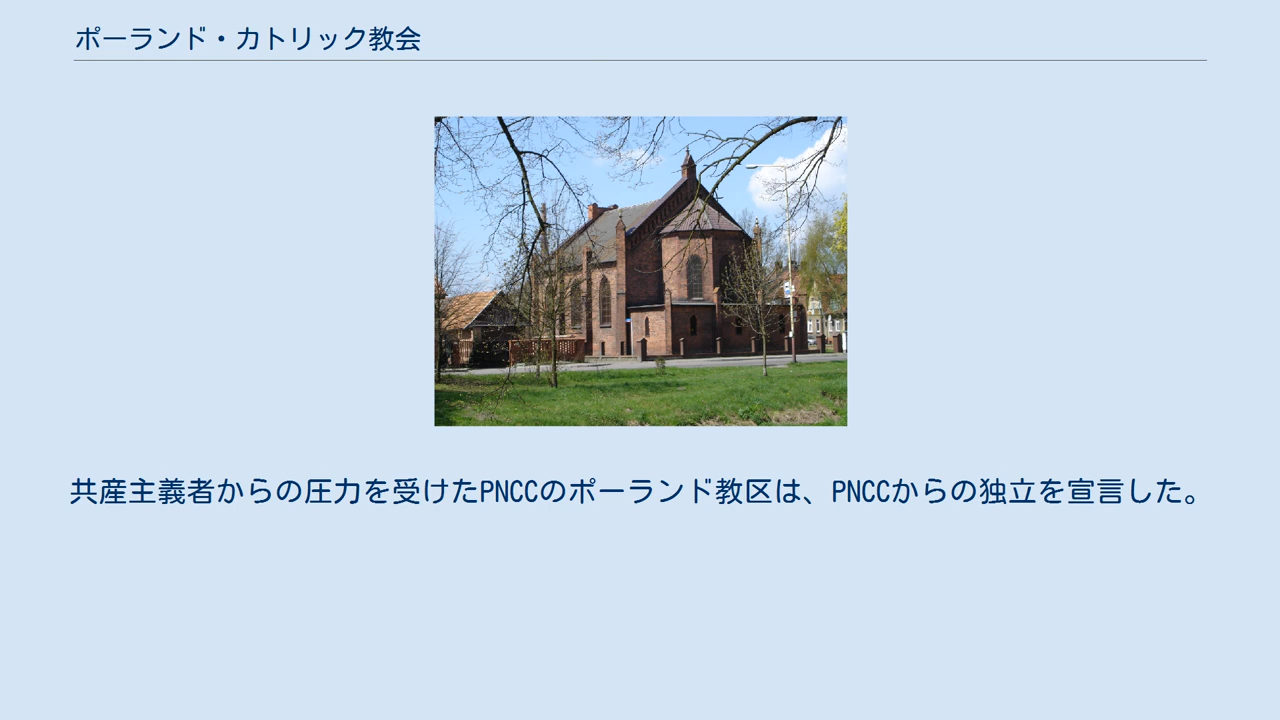 ポーランド・カトリック教会
共産主義者からの圧力を受けたPNCCのポーランド教区は、PNCCからの独立を宣言した。